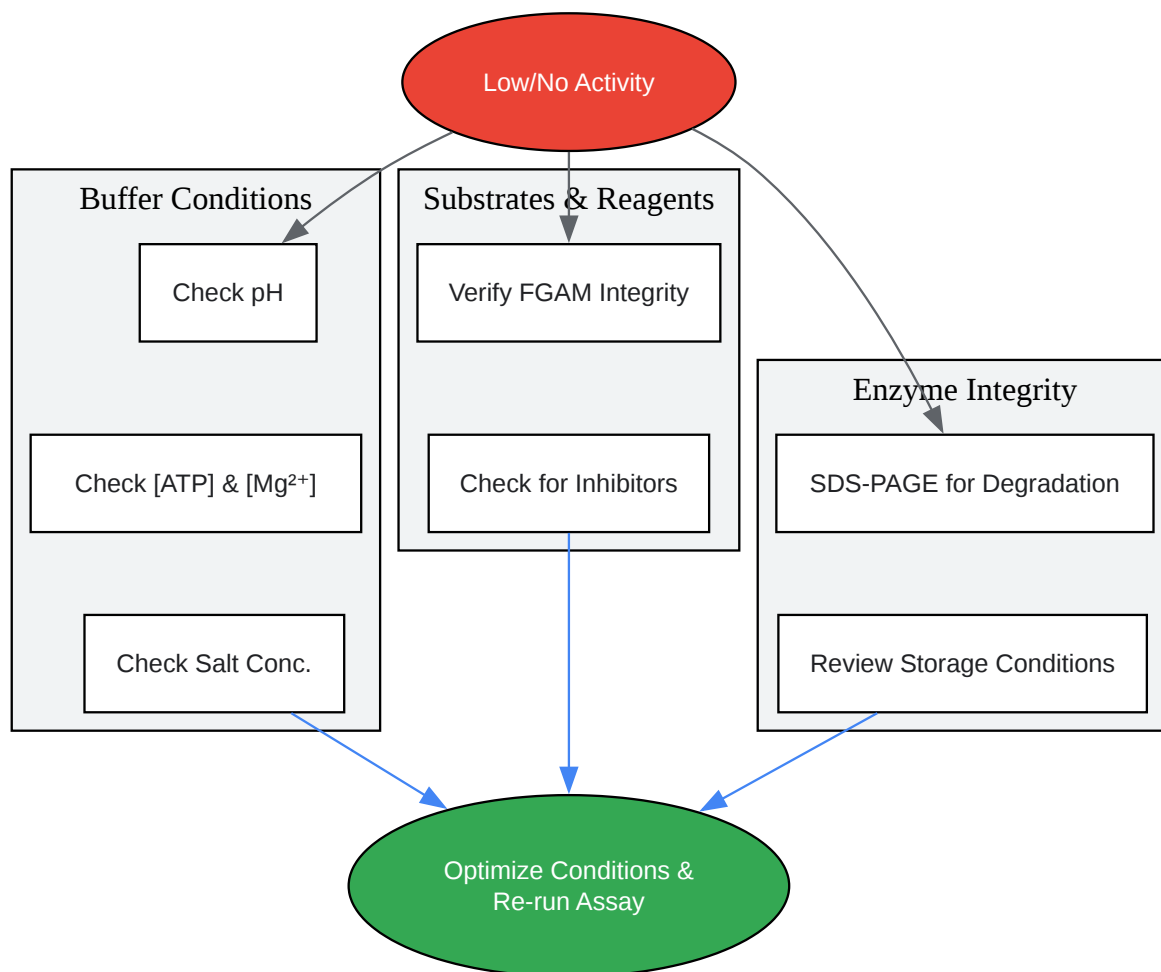 Low/No Activity
Buffer Conditions
Check pH
Check [ATP] & [Mg²⁺]
Check Salt Conc.
Substrates & Reagents
Verify FGAM Integrity
Check for Inhibitors
Enzyme Integrity
SDS-PAGE for Degradation
Review Storage Conditions
Optimize Conditions &
Re-run Assay